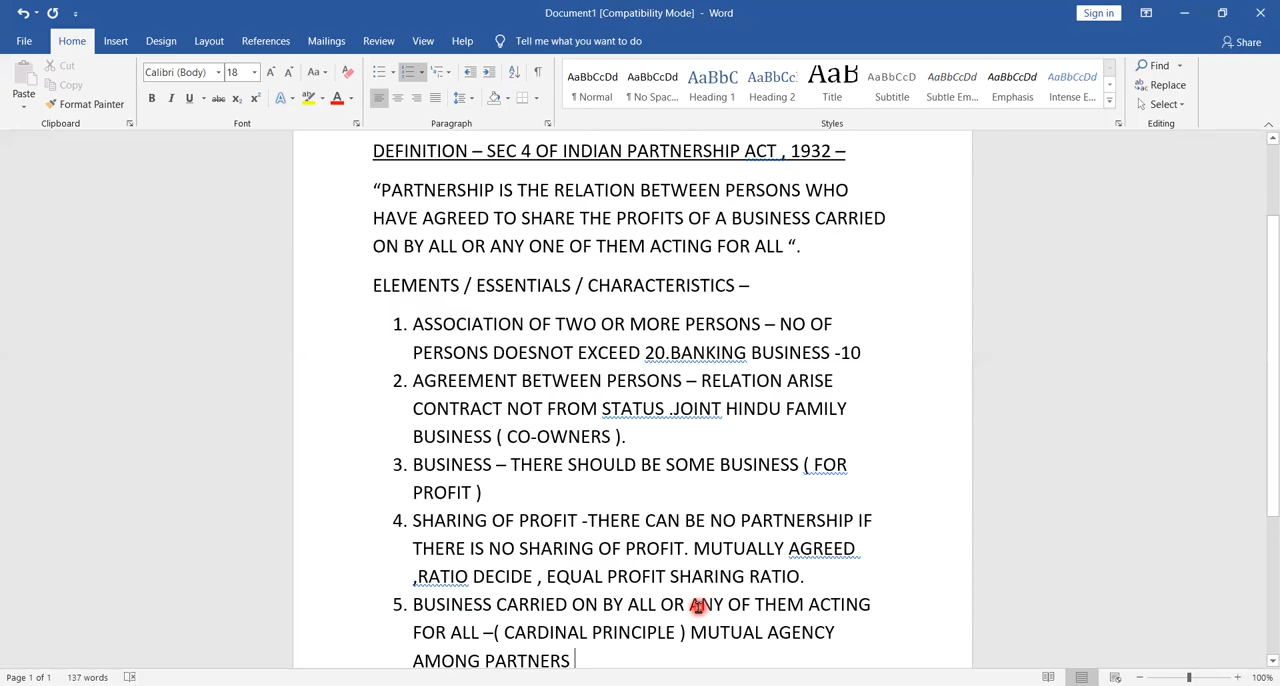 Document1 [Compatibility Mode] - Word
Sign in
File Home Insert Design Layout References Mailings Review View Help Tell me what you want to do
Share
Paste
Cut
Copy
Format Painter
Calibri (Body) 18
Clipboard Font Paragraph Styles Editing
AaBbCcDd AaBbCcDd AaBbC AaBbCc AaB AaBbCcD AaBbCcDd AaBbCcDd AaBbCcDd
¶ Normal ¶ No Spac... Heading 1 Heading 2 Title Subtitle Subtle Em... Emphasis Intense E...
Find
Replace
Select
DEFINITION – SEC 4 OF INDIAN PARTNERSHIP ACT , 1932 –
“PARTNERSHIP IS THE RELATION BETWEEN PERSONS WHO
HAVE AGREED TO SHARE THE PROFITS OF A BUSINESS CARRIED
ON BY ALL OR ANY ONE OF THEM ACTING FOR ALL “.
ELEMENTS / ESSENTIALS / CHARACTERISTICS –
1. ASSOCIATION OF TWO OR MORE PERSONS – NO OF
PERSONS DOESNOT EXCEED 20.BANKING BUSINESS -10
2. AGREEMENT BETWEEN PERSONS – RELATION ARISE
CONTRACT NOT FROM STATUS .JOINT HINDU FAMILY
BUSINESS ( CO-OWNERS ).
3. BUSINESS – THERE SHOULD BE SOME BUSINESS ( FOR
PROFIT )
4. SHARING OF PROFIT -THERE CAN BE NO PARTNERSHIP IF
THERE IS NO SHARING OF PROFIT. MUTUALLY AGREED
,RATIO DECIDE , EQUAL PROFIT SHARING RATIO.
5. BUSINESS CARRIED ON BY ALL OR ANY OF THEM ACTING
FOR ALL –( CARDINAL PRINCIPLE ) MUTUAL AGENCY
AMONG PARTNERS
Page 1 of 1 137 words
100%